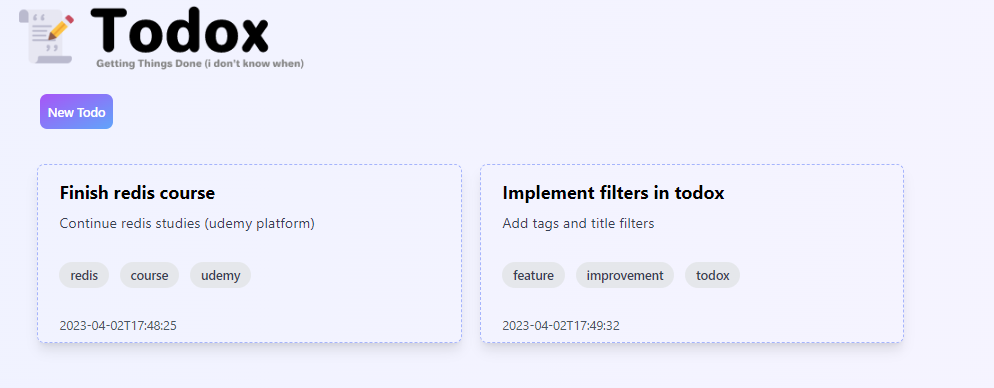 Todox
Getting Things Done (i don't know when)
New Todo
Finish redis course
Continue redis studies (udemy platform)
redis course udemy
2023-04-02T17:48:25
Implement filters in todox
Add tags and title filters
feature improvement todox
2023-04-02T17:49:32